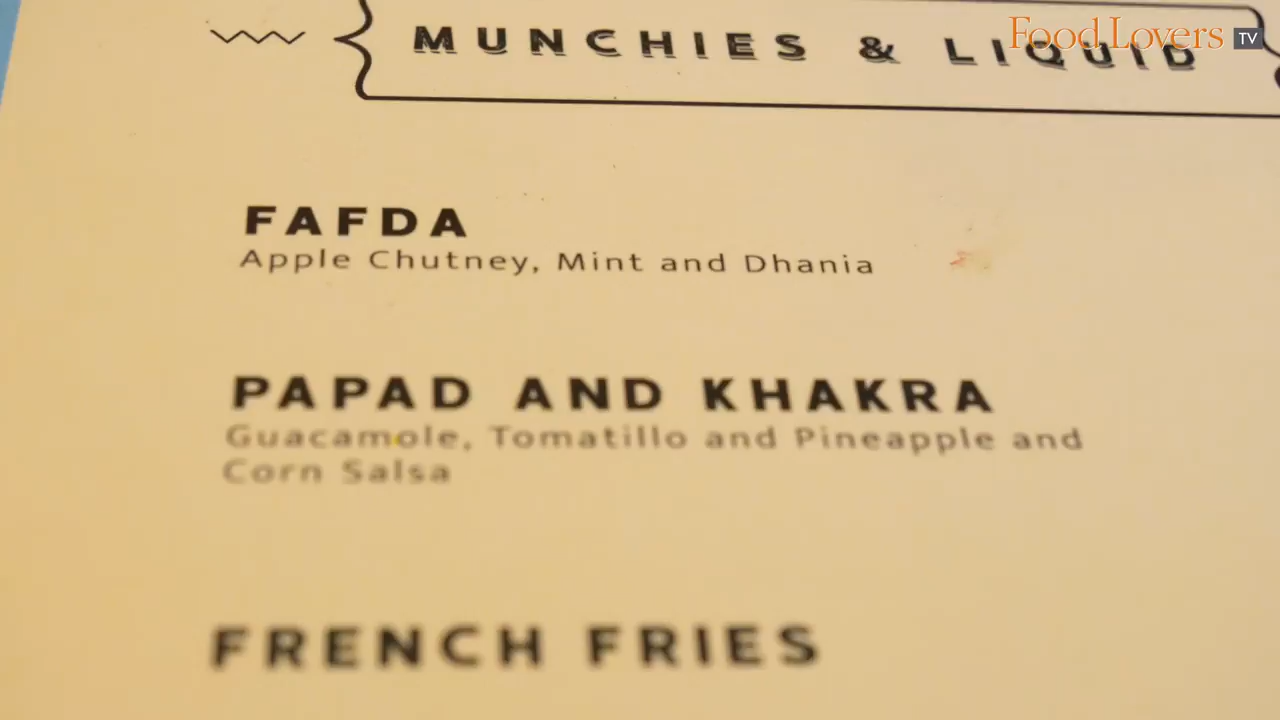 Food Lovers TV
MUNCHIES & LIQUID
FAFDA
Apple Chutney, Mint and Dhania
PAPAD AND KHAKRA
Guacamole, Tomatillo and Pineapple and
Corn Salsa
FRENCH FRIES